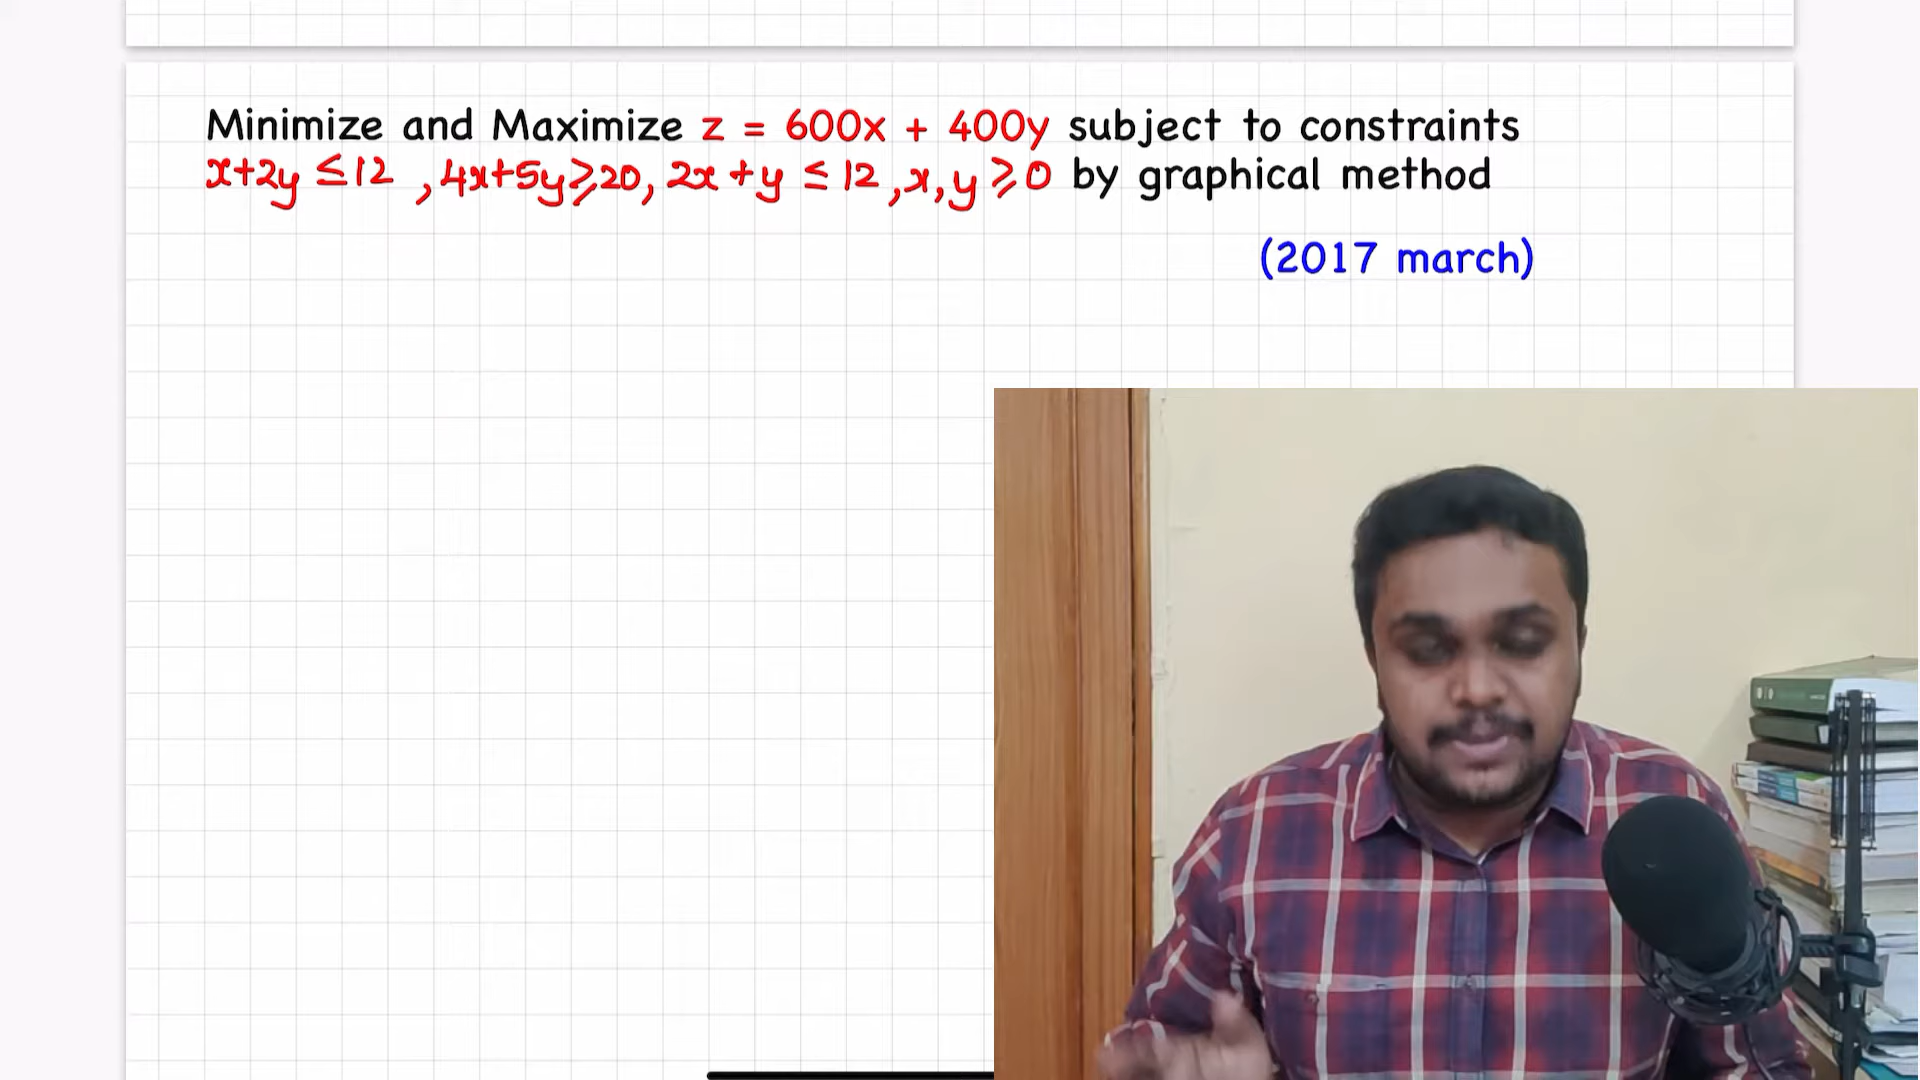 Minimize and Maximize z = 600x + 400y subject to constraints
x+2y ≤ 12 , 4x+5y ≥ 20, 2x+y ≤ 12 , x, y ≥ 0 by graphical method
(2017 march)